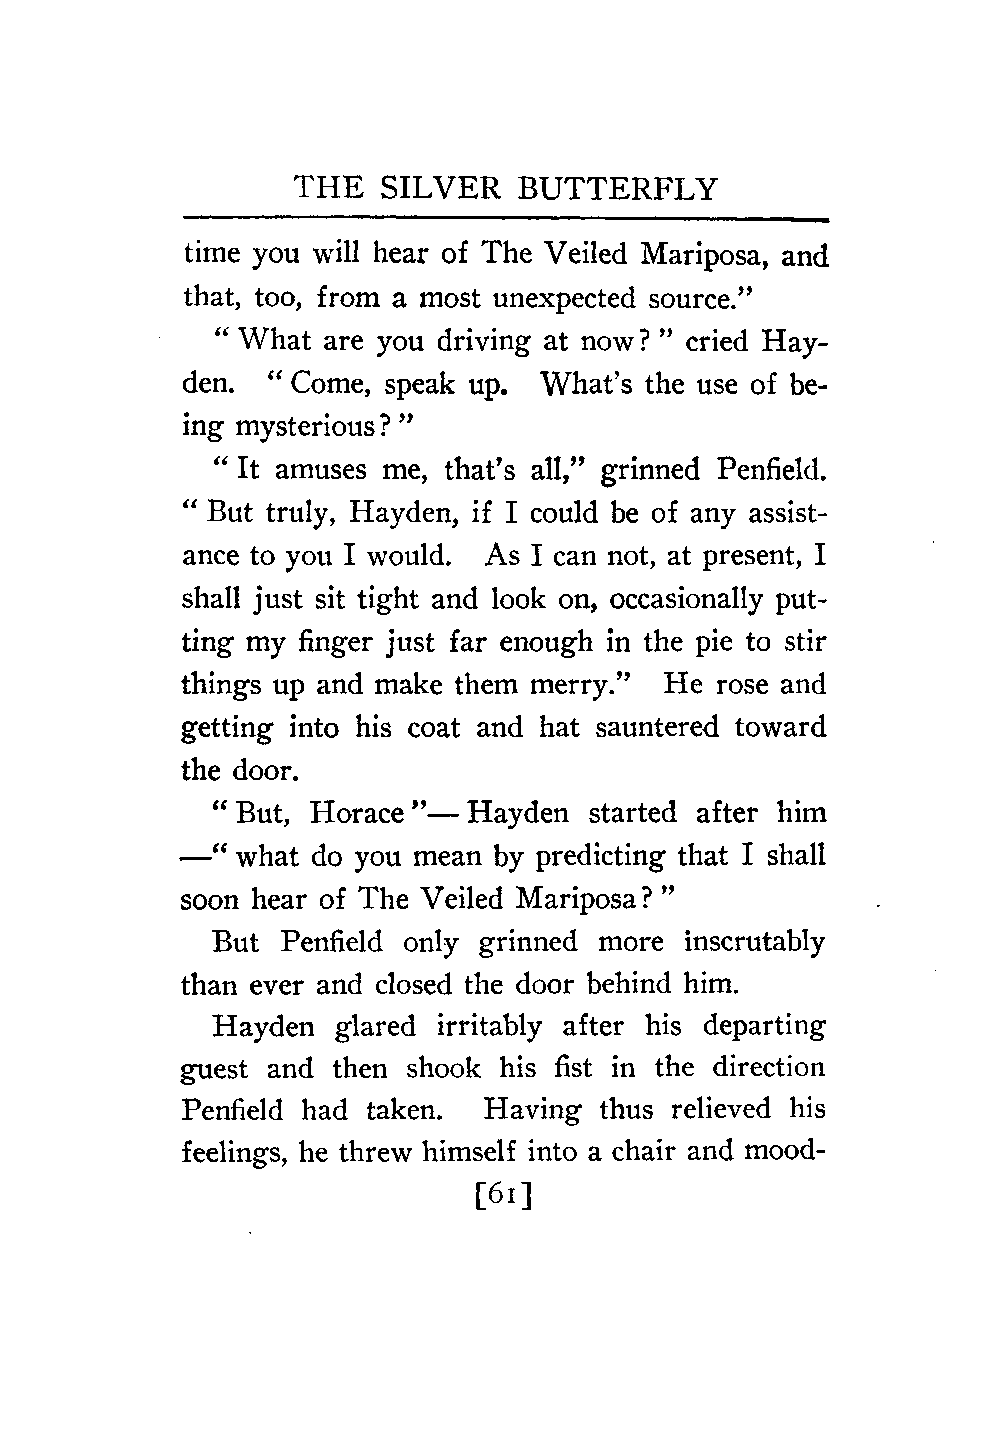 THE SILVER BUTTERFLY
time you will hear of The Veiled Mariposa, and
that, too, from a most unexpected source."
" What are you driving at now? " cried Hay-
den. " Come, speak up. What's the use of be-
ing mysterious? "
" It amuses me, that's all," grinned Penfield.
" But truly, Hayden, if I could be of any assist-
ance to you I would. As I can not, at present, I
shall just sit tight and look on, occasionally put-
ting my finger just far enough in the pie to stir
things up and make them merry." He rose and
getting into his coat and hat sauntered toward
the door.
" But, Horace "— Hayden started after him
—" what do you mean by predicting that I shall
soon hear of The Veiled Mariposa? "
But Penfield only grinned more inscrutably
than ever and closed the door behind him.
Hayden glared irritably after his departing
guest and then shook his fist in the direction
Penfield had taken. Having thus relieved his
feelings, he threw himself into a chair and mood-
[61]